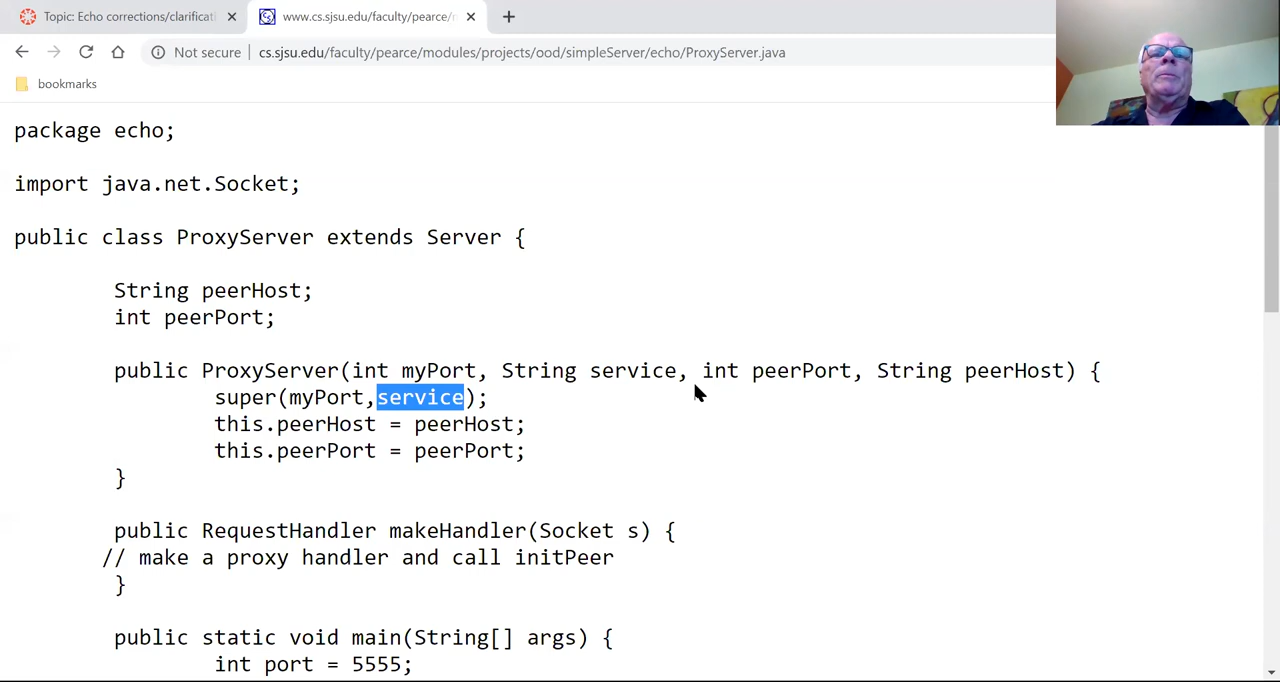 Topic: Echo corrections/clarificati
www.cs.sjsu.edu/faculty/pearce/
Not secure
cs.sjsu.edu/faculty/pearce/modules/projects/ood/simpleServer/echo/ProxyServer.java
bookmarks
package echo;
import java.net.Socket;
public class ProxyServer extends Server {
String peerHost;
int peerPort;
public ProxyServer(int myPort, String service, int peerPort, String peerHost) {
super(myPort,service);
this.peerHost = peerHost;
this.peerPort = peerPort;
}
public RequestHandler makeHandler(Socket s) {
// make a proxy handler and call initPeer
}
public static void main(String[] args) {
int port = 5555;